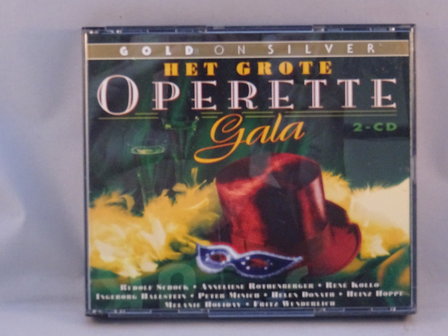 GOLD ON SILVER
HET GROTE
OPERETTE
Gala
2-CD
RUDOLF SCHOCK • ANNELIESE ROTHENBERGER • RENÉ KOLLO
INGEBORG HALLSTEIN • PETER MINICH • HELEN DONATH • HEINZ HOPPE
MELANIE HOLIDAY • FRITZ WUNDERLICH